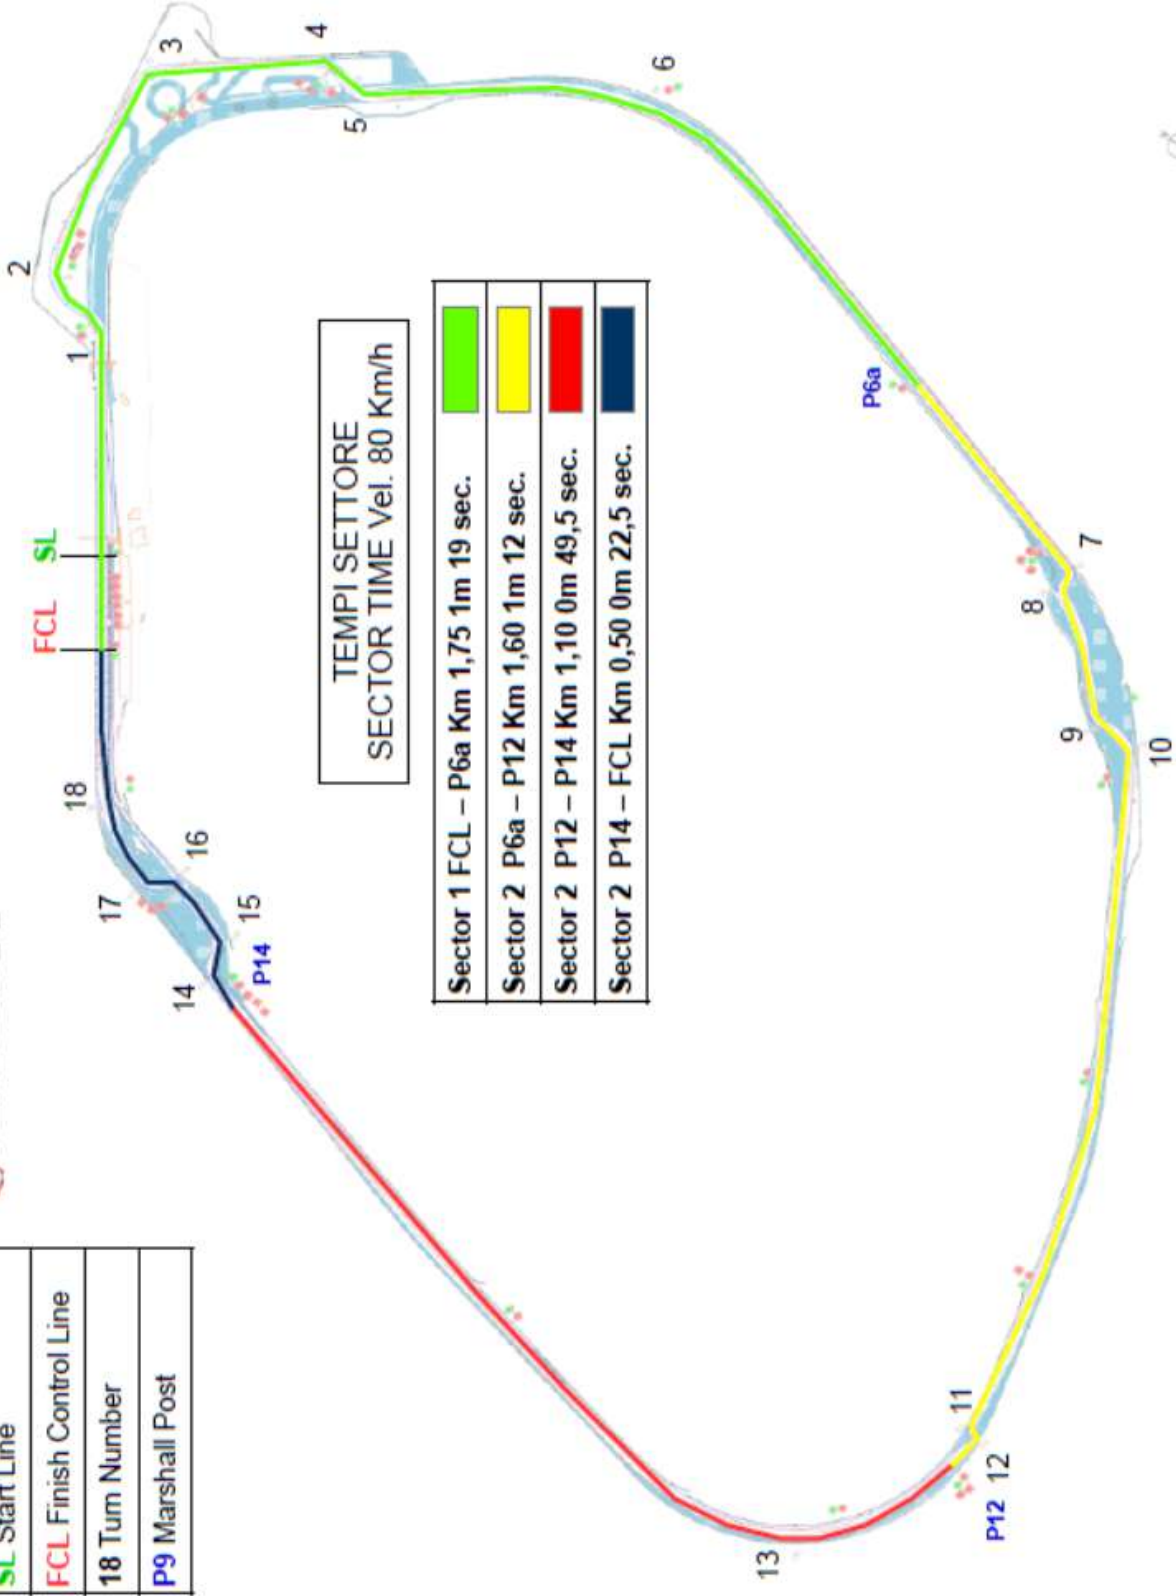 SL Start Line
FCL Finish Control Line
18 Turn Number
P9 Marshall Post
FCL SL
TEMPI SETTORE
SECTOR TIME Vel. 80 Km/h
Sector 1 FCL – P6a Km 1,75 1m 19 sec.
Sector 2 P6a – P12 Km 1,60 1m 12 sec.
Sector 2 P12 – P14 Km 1,10 0m 49,5 sec.
Sector 2 P14 – FCL Km 0,50 0m 22,5 sec.
1
2
3
4
5
6
P6a
7
8
9
10
11
12
P12
13
14
P14
15
16
17
18